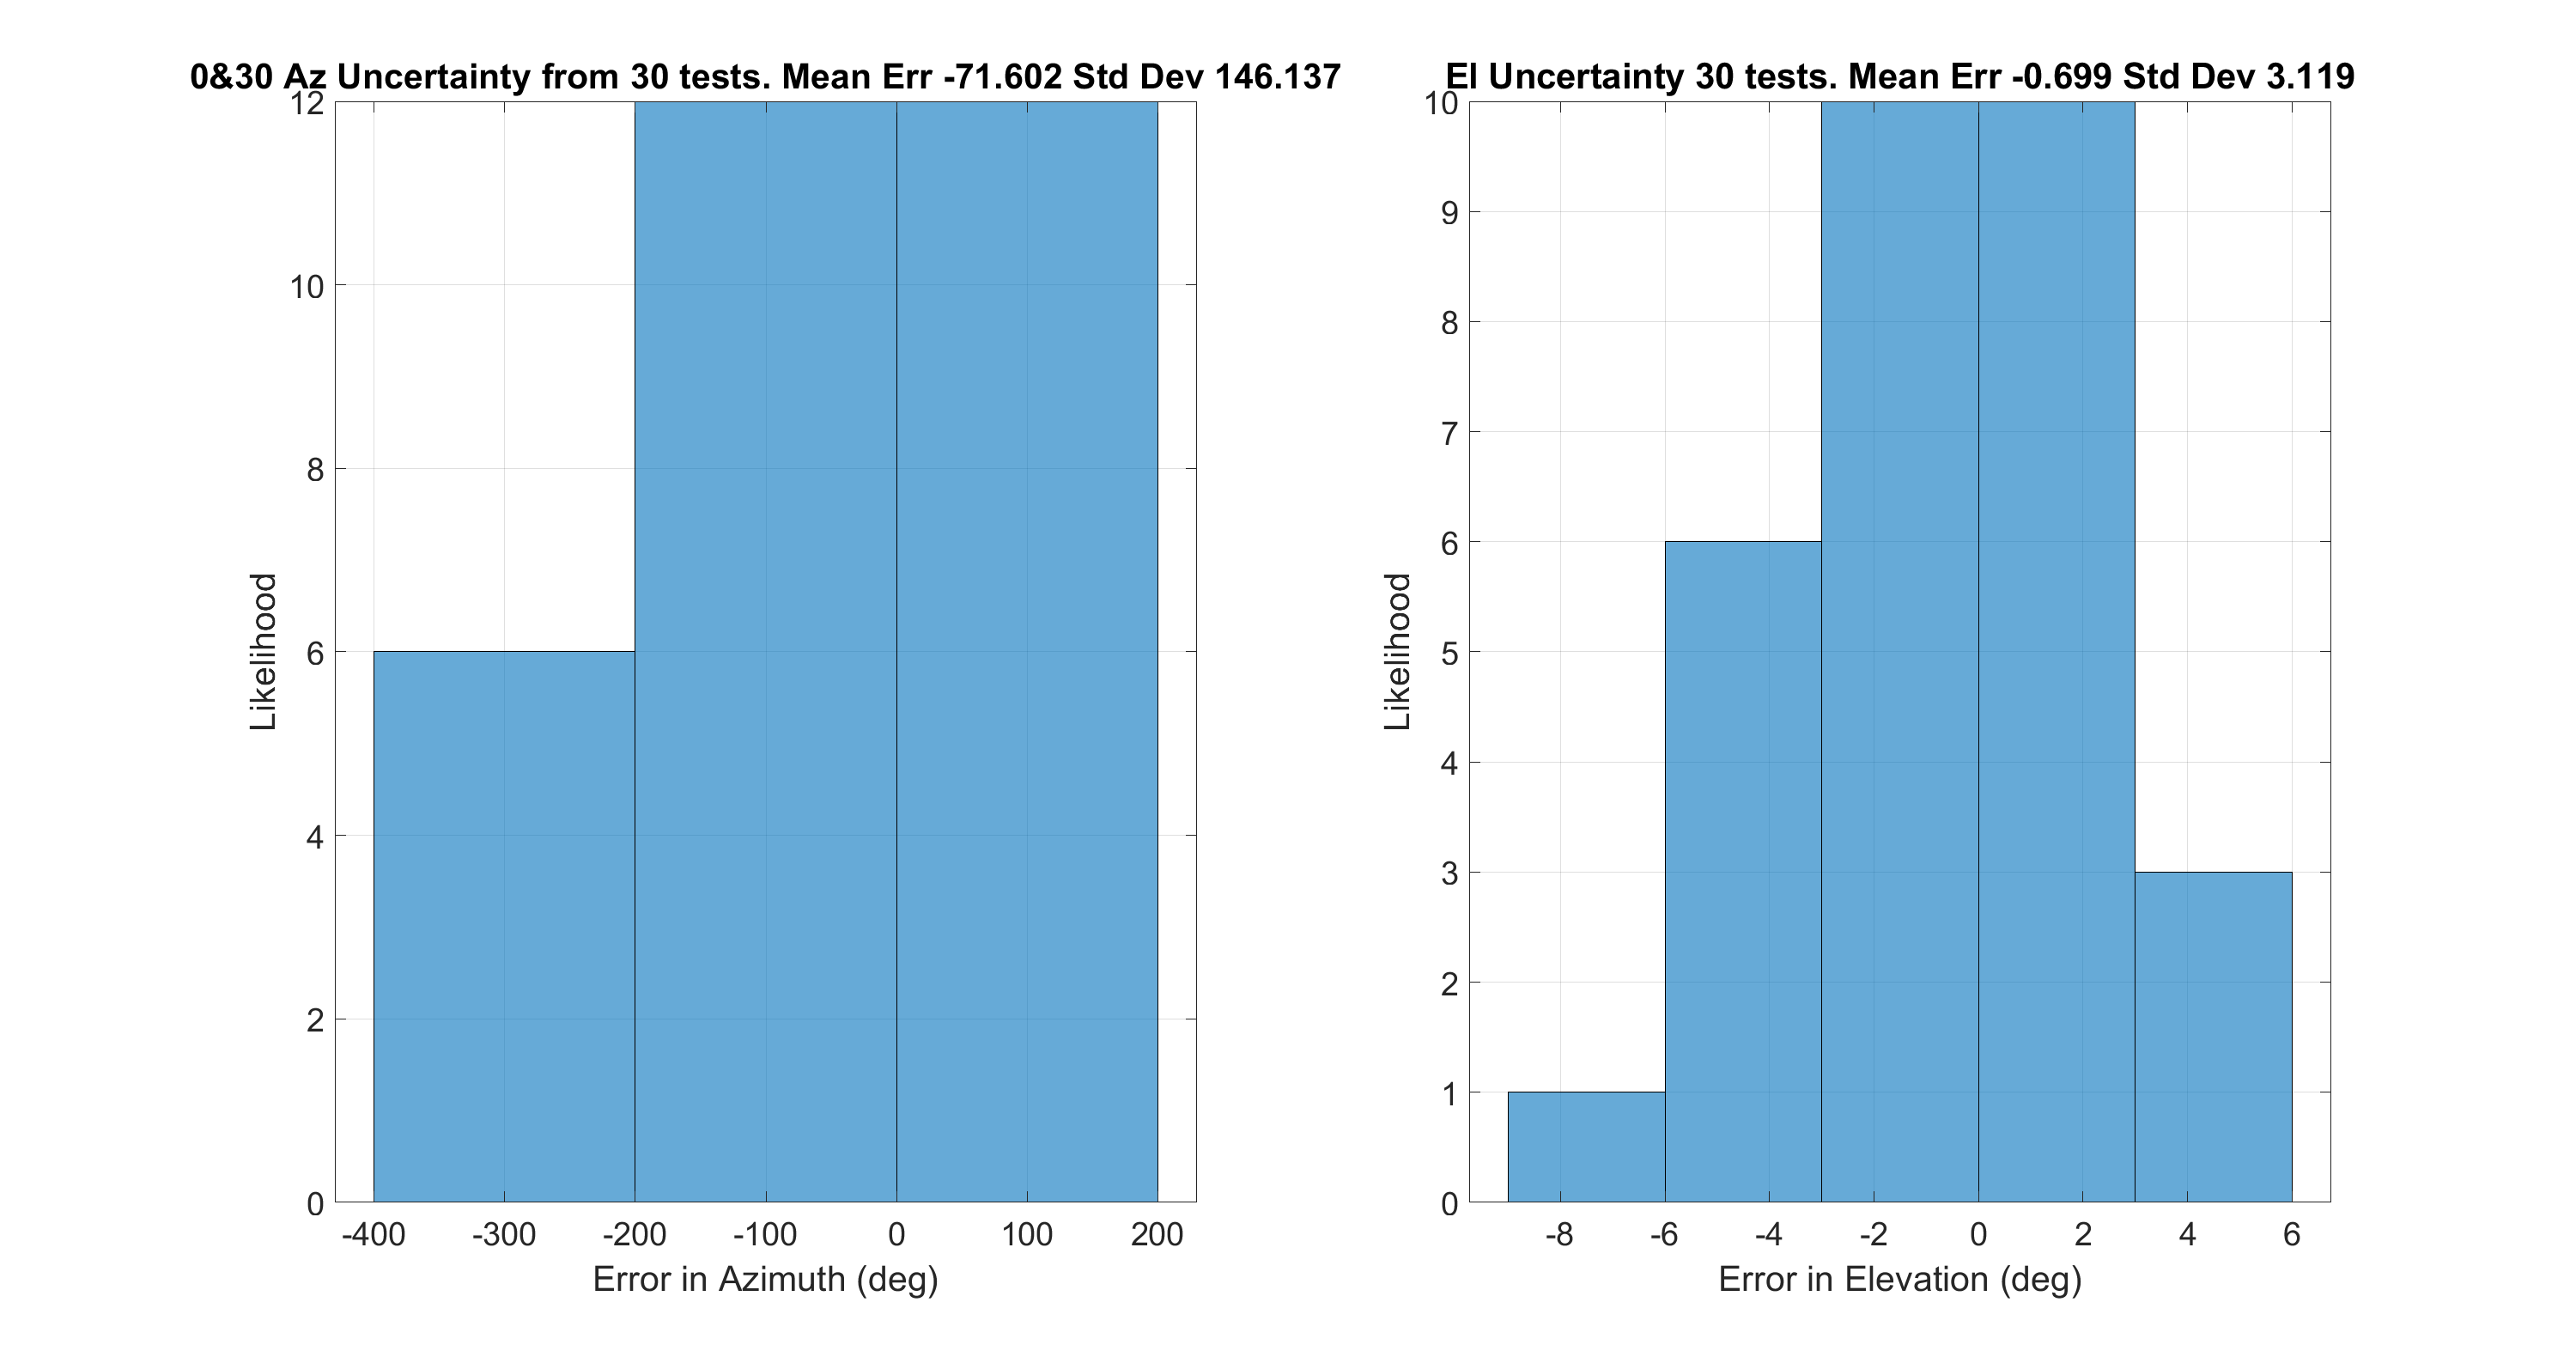 0&30 Az Uncertainty from 30 tests. Mean Err -71.602 Std Dev 146.137
12
10
8
6
4
2
0
Likelihood
-400 -300 -200 -100 0 100 200
Error in Azimuth (deg)
El Uncertainty 30 tests. Mean Err -0.699 Std Dev 3.119
10
9
8
7
6
5
4
3
2
1
0
Likelihood
-8 -6 -4 -2 0 2 4 6
Error in Elevation (deg)